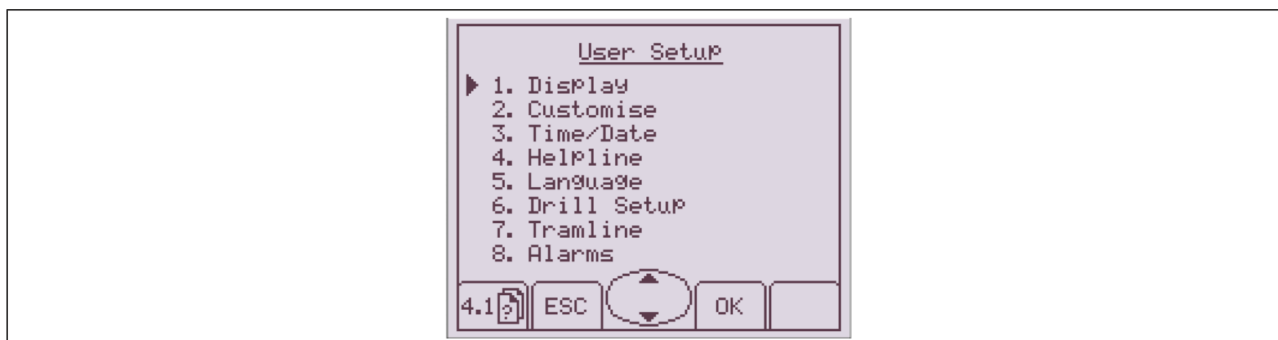 User Setup
1. Display
2. Customise
3. Time/Date
4. Helpline
5. Language
6. Drill Setup
7. Tramline
8. Alarms
4.1 ? ESC OK